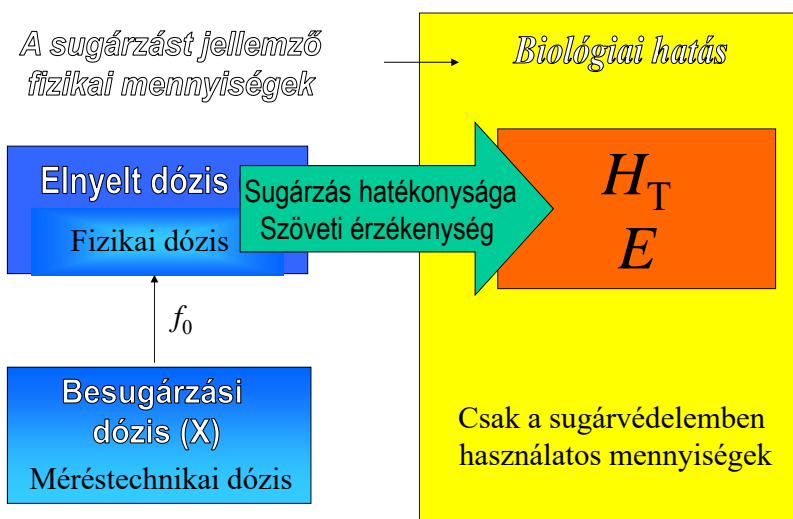 A sugárzást jellemző
fizikai mennyiségek
Biológiai hatás
Elnyelt dózis
Fizikai dózis
Sugárzás hatékonysága
Szöveti érzékenység
H_T
E
f_0
Besugárzási
dózis (X)
Méréstechnikai dózis
Csak a sugárvédelemben
használatos mennyiségek